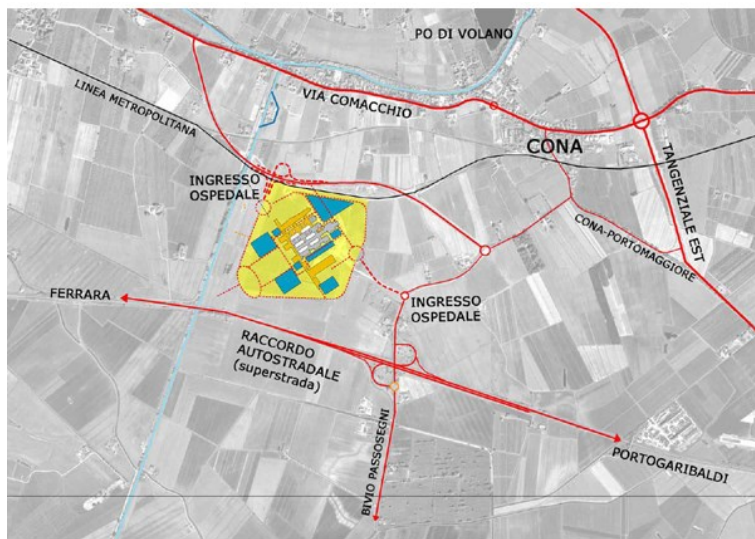 PO DI VOLANO
LINEA METROPOLITANA
VIA COMACCHIO
CONA
TANGENZIALE EST
INGRESSO
OSPEDALE
CONA-PORTOMAGGIORE
FERRARA
INGRESSO
OSPEDALE
RACCORDO
AUTOSTRADALE
(superstrada)
BIVIO PASSOSEGNI
PORTOGARIBALDI